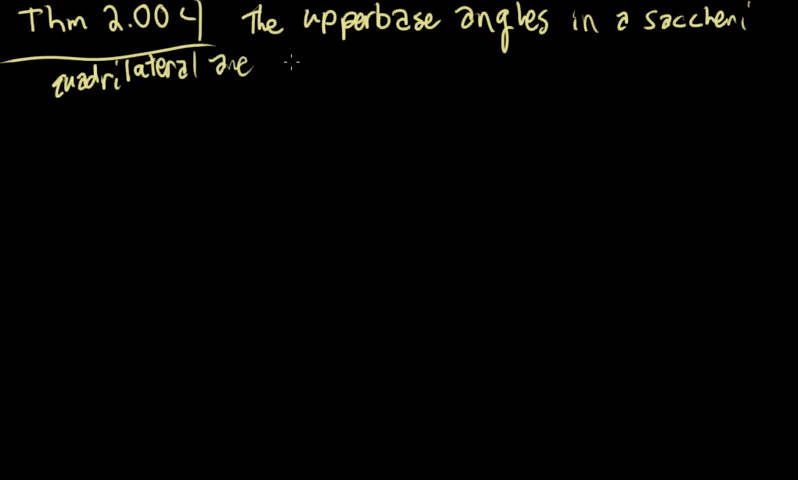 Thm 2.004 The upperbase angles in a saccheri
quadrilateral are